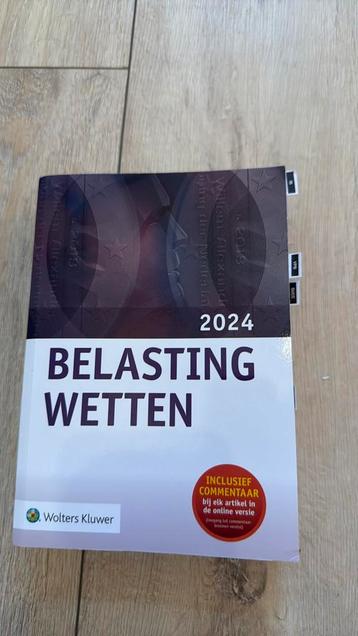 2024
BELASTING
WETTEN
INCLUSIEF
COMMENTAAR
bij elk artikel in
de online versie
Wolters Kluwer